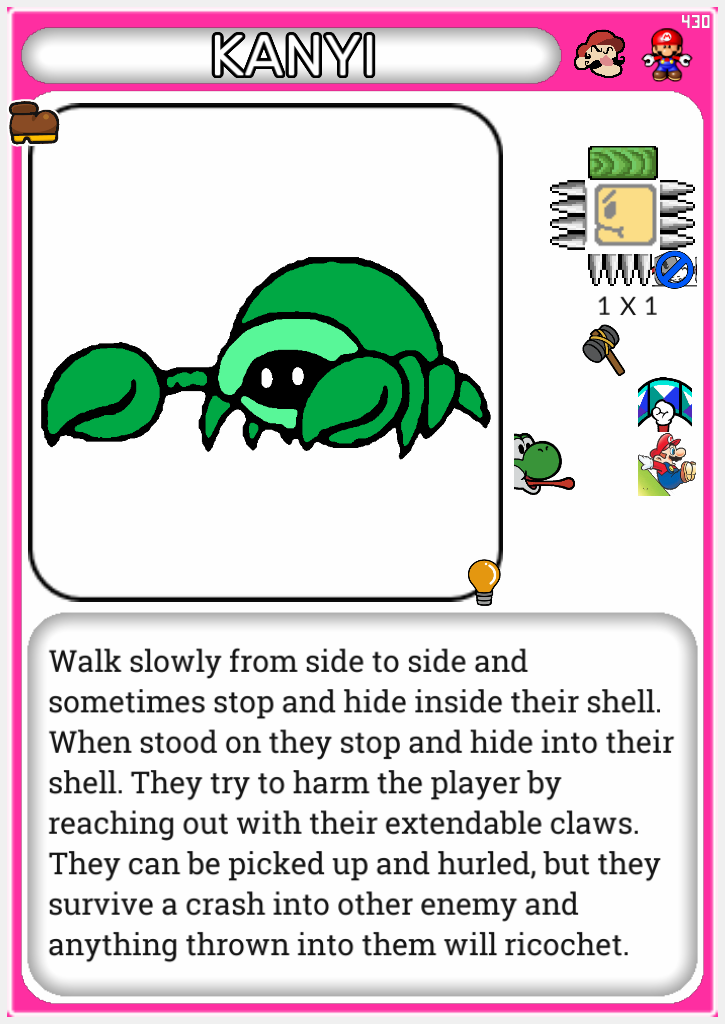 430
KANYI
1 X 1
Walk slowly from side to side and
sometimes stop and hide inside their shell.
When stood on they stop and hide into their
shell. They try to harm the player by
reaching out with their extendable claws.
They can be picked up and hurled, but they
survive a crash into other enemy and
anything thrown into them will ricochet.